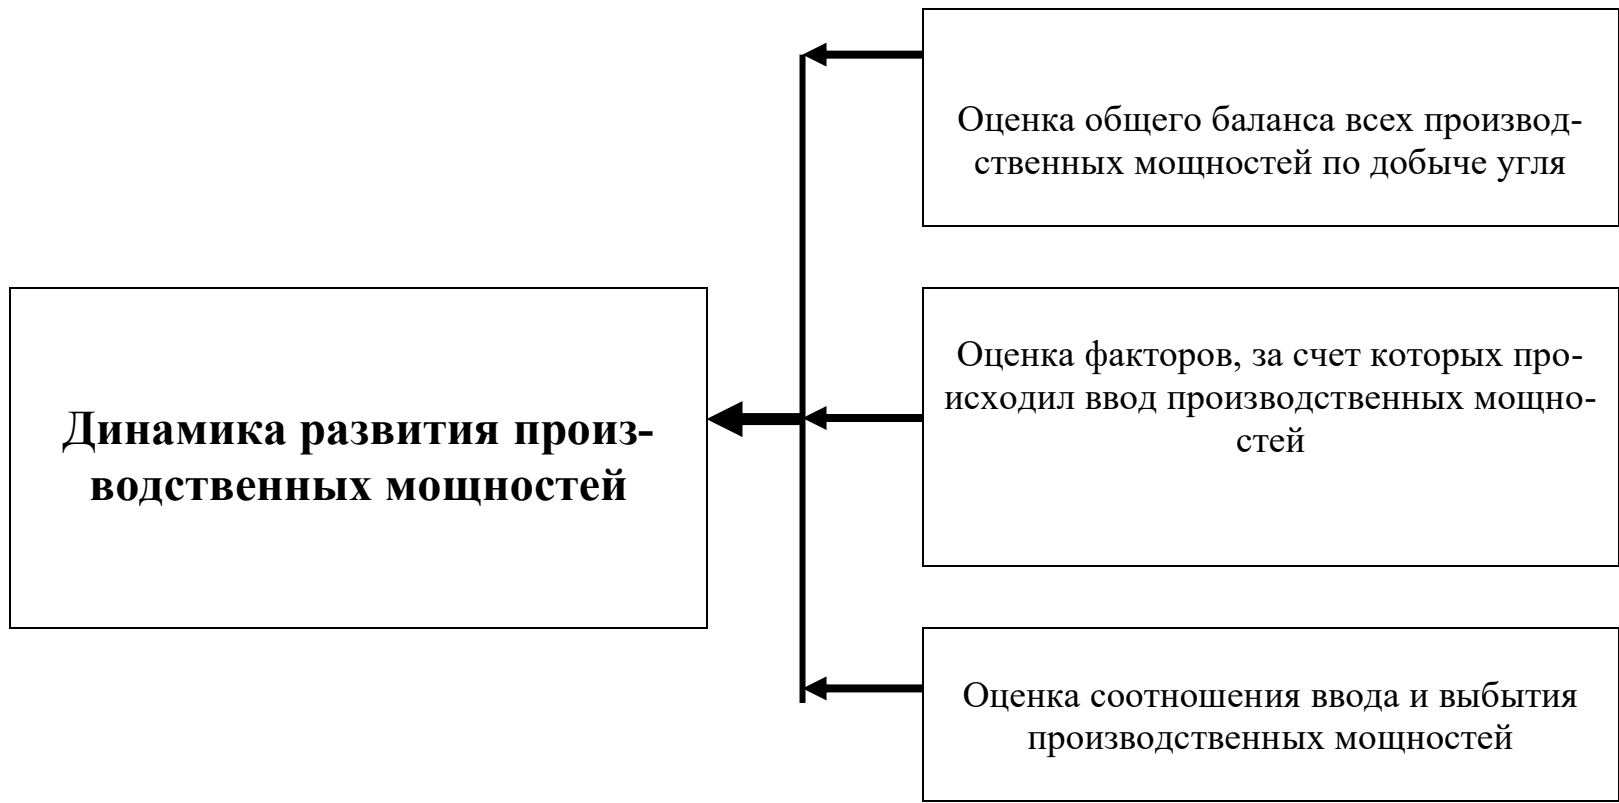 Оценка общего баланса всех производ-
ственных мощностей по добыче угля
Динамика развития произ-
водственных мощностей
Оценка факторов, за счет которых про-
исходил ввод производственных мощно-
стей
Оценка соотношения ввода и выбытия
производственных мощностей